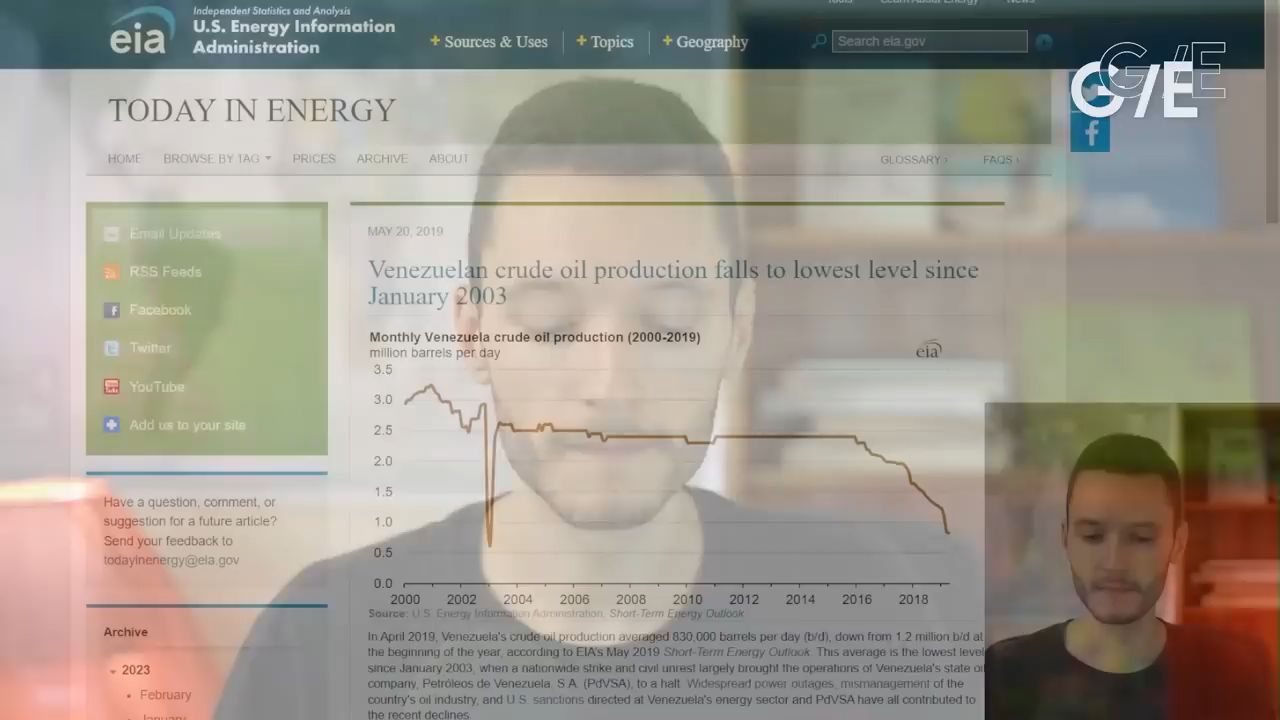 Tools Learn About Energy News
eia
Independent Statistics and Analysis
U.S. Energy Information
Administration
+ Sources & Uses
+ Topics
+ Geography
Search eia.gov
G/E
G/E
TODAY IN ENERGY
HOME BROWSE BY TAG PRICES ARCHIVE ABOUT
GLOSSARY › FAQS ›
Email Updates
RSS Feeds
Facebook
Twitter
YouTube
Add us to your site
Have a question, comment, or
suggestion for a future article?
Send your feedback to
todayinenergy@eia.gov
Archive
2023
• February
• January
MAY 20, 2019
Venezuelan crude oil production falls to lowest level since
January 2003
Monthly Venezuela crude oil production (2000-2019)
million barrels per day
eia
3.5
3.0
2.5
2.0
1.5
1.0
0.5
0.0
2000 2002 2004 2006 2008 2010 2012 2014 2016 2018
Source: U.S. Energy Information Administration, Short-Term Energy Outlook
In April 2019, Venezuela's crude oil production averaged 830,000 barrels per day (b/d), down from 1.2 million b/d at
the beginning of the year, according to EIA's May 2019 Short-Term Energy Outlook. This average is the lowest level
since January 2003, when a nationwide strike and civil unrest largely brought the operations of Venezuela's state oil
company, Petróleos de Venezuela, S.A. (PdVSA), to a halt. Widespread power outages, mismanagement of the
country's oil industry, and U.S. sanctions directed at Venezuela's energy sector and PdVSA have all contributed to
the recent declines.